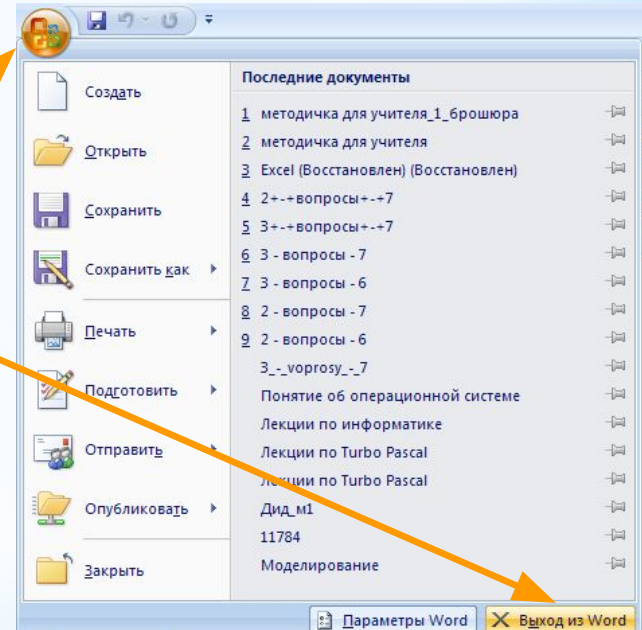 Создать
Открыть
Сохранить
Сохранить как
Печать
Подготовить
Отправить
Опубликовать
Закрыть
Последние документы
1 методичка для учителя_1_брошюра
2 методичка для учителя
3 Excel (Восстановлен) (Восстановлен)
4 2+-+вопросы+-+7
5 3+-+вопросы+-+7
6 3 - вопросы - 7
7 3 - вопросы - 6
8 2 - вопросы - 7
9 2 - вопросы - 6
3_-_voprosy_-_7
Понятие об операционной системе
Лекции по информатике
Лекции по Turbo Pascal
Лекции по Turbo Pascal
Дид_м1
11784
Моделирование
Параметры Word
Выход из Word